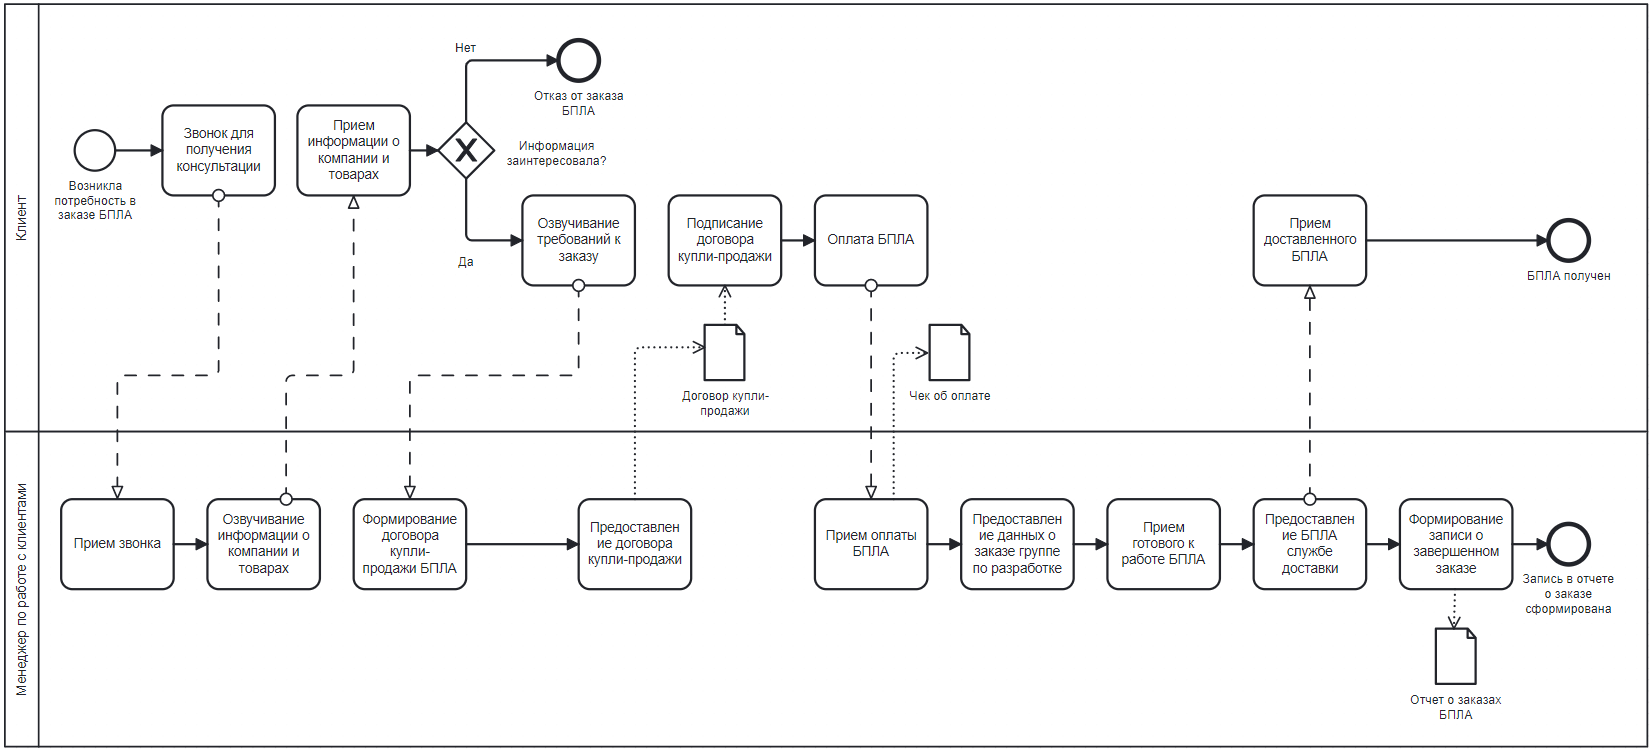 Клиент
Нет
Отказ от заказа
БПЛА
Возникла
потребность в
заказе БПЛА
Звонок для
получения
консультации
Прием
информации о
компании и
товарах
Информация
заинтересовала?
Да
Озвучивание
требований к
заказу
Подписание
договора
купли-продажи
Оплата БПЛА
Прием
доставленного
БПЛА
БПЛА получен
Договор купли-
продажи
Чек об оплате
Менеджер по работе с клиентами
Прием звонка
Озвучивание
информации о
компании и
товарах
Формирование
договора
купли-
продажи БПЛА
Предоставлен
ие договора
купли-продажи
Прием оплаты
БПЛА
Предоставлен
ие данных о
заказе группе
по разработке
Прием
готового к
работе БПЛА
Предоставлен
ие БПЛА
службе
доставки
Формирование
записи о
завершенном
заказе
Запись в отчете
о заказе
сформирована
Отчет о заказах
БПЛА